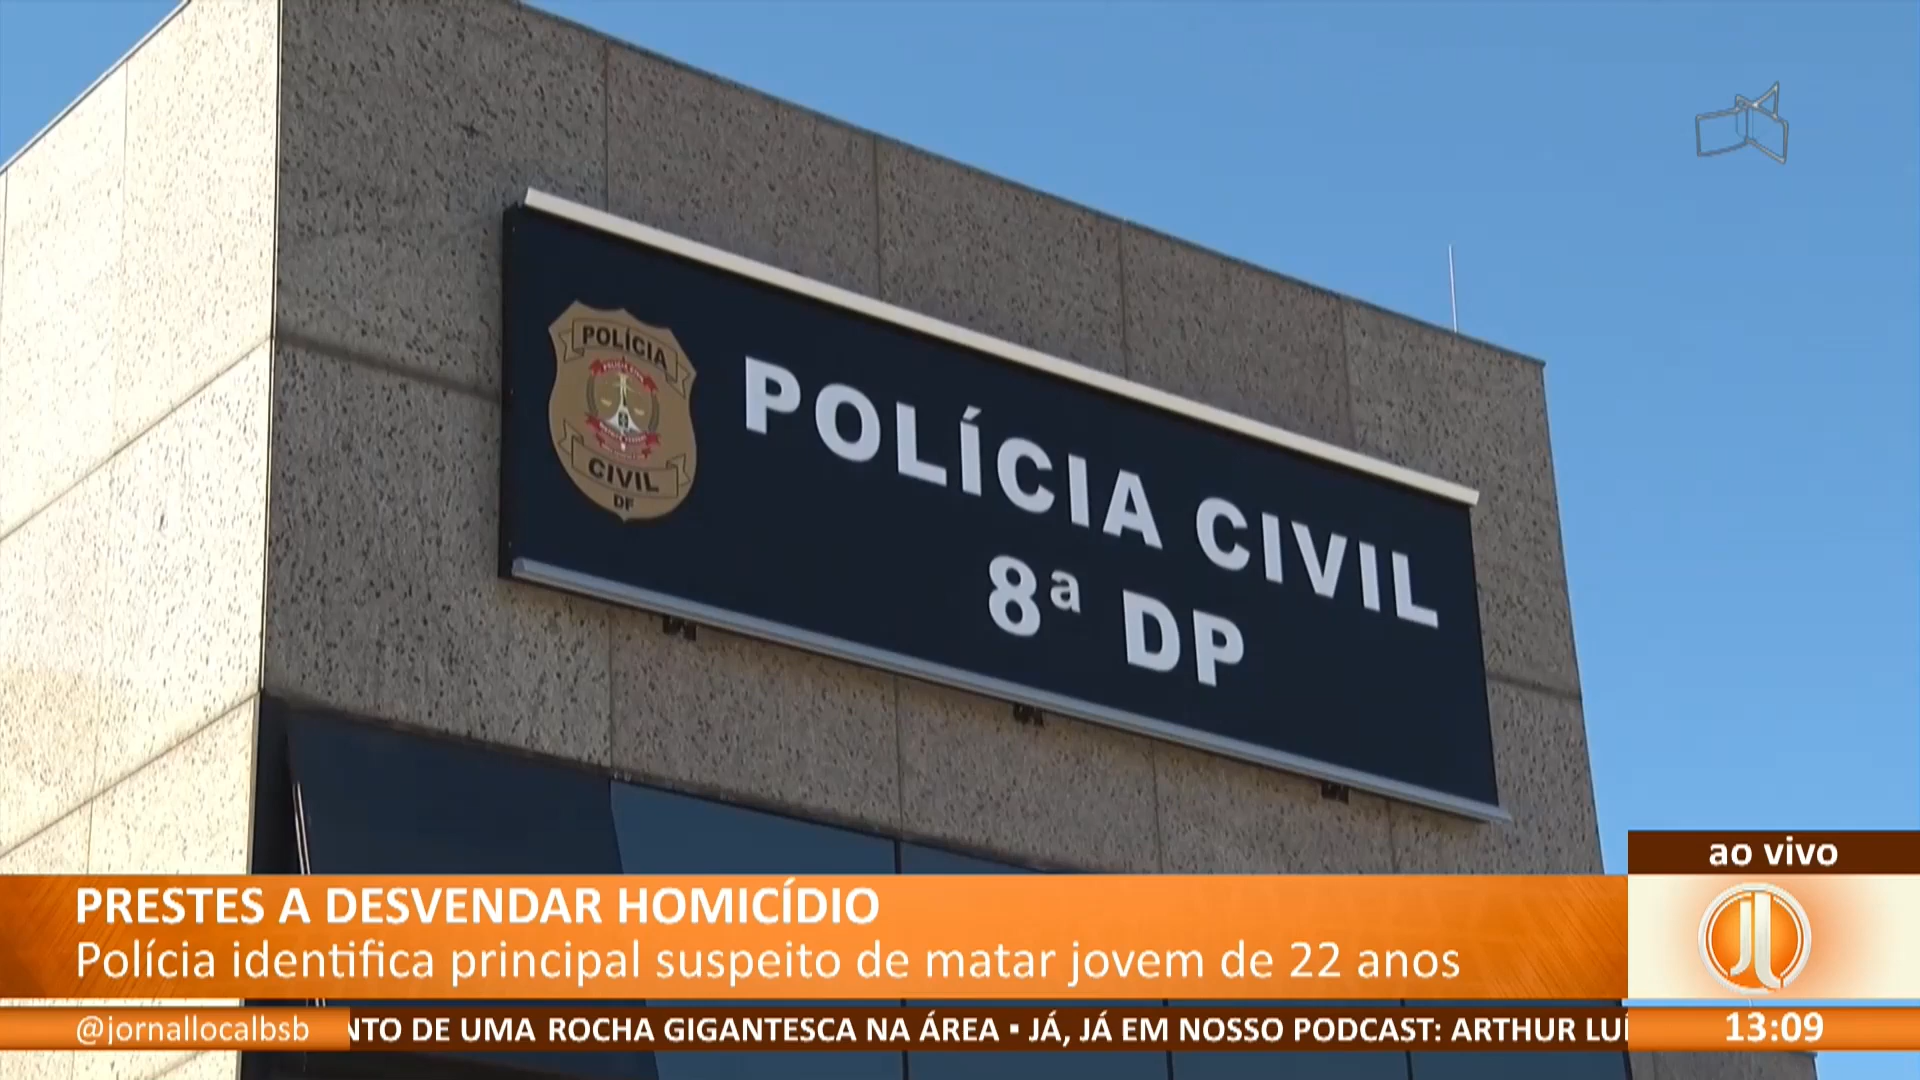 POLÍCIA
CIVIL
DF
POLÍCIA CIVIL
8ª DP
ao vivo
PRESTES A DESVENDAR HOMICÍDIO
Polícia identifica principal suspeito de matar jovem de 22 anos
JL
@jornallocalbsb
NTO DE UMA ROCHA GIGANTESCA NA ÁREA ▪ JÁ, JÁ EM NOSSO PODCAST: ARTHUR LUÍ
13:09